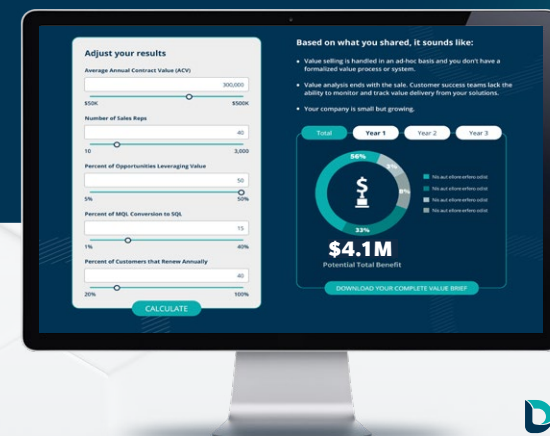 Adjust your results
Average Annual Contract Value (ACV)
300,000
$50K $500K
Number of Sales Reps
40
10 3,000
Percent of Opportunities Leveraging Value
50
5% 50%
Percent of MQL Conversion to SQL
15
1% 40%
Percent of Customers that Renew Annually
40
20% 100%
CALCULATE
Based on what you shared, it sounds like:
• Value selling is handled in an ad-hoc basis and you don't have a
formalized value process or system.
• Value analysis ends with the sale. Customer success teams lack the
ability to monitor and track value delivery from your solutions.
• Your company is small but growing.
Total Year 1 Year 2 Year 3
56%
33%
$
$4.1M
Potential Total Benefit
DOWNLOAD YOUR COMPLETE VALUE BRIEF